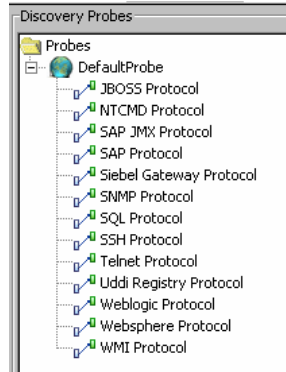 Discovery Probes
Probes
DefaultProbe
JBOSS Protocol
NTCMD Protocol
SAP JMX Protocol
SAP Protocol
Siebel Gateway Protocol
SNMP Protocol
SQL Protocol
SSH Protocol
Telnet Protocol
Uddi Registry Protocol
Weblogic Protocol
Websphere Protocol
WMI Protocol